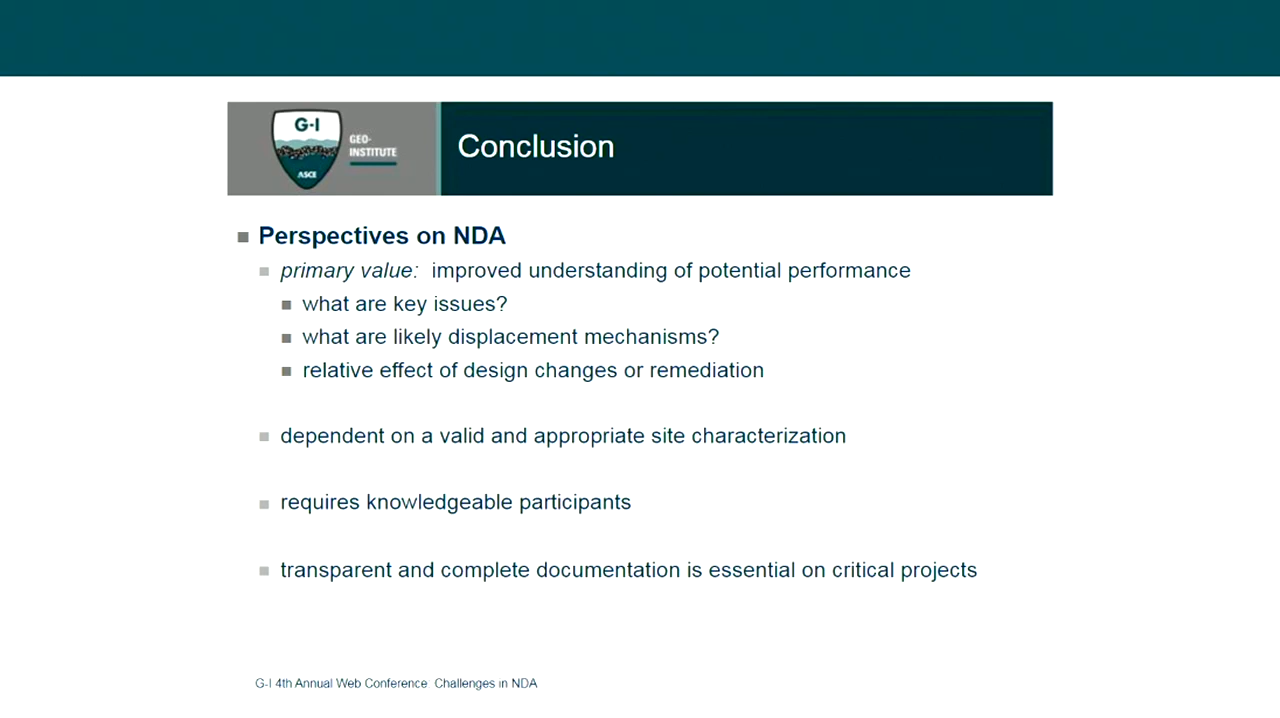 G-I
GEO-
INSTITUTE
ASCE
Conclusion
Perspectives on NDA
primary value: improved understanding of potential performance
what are key issues?
what are likely displacement mechanisms?
relative effect of design changes or remediation
dependent on a valid and appropriate site characterization
requires knowledgeable participants
transparent and complete documentation is essential on critical projects
G-I 4th Annual Web Conference: Challenges in NDA